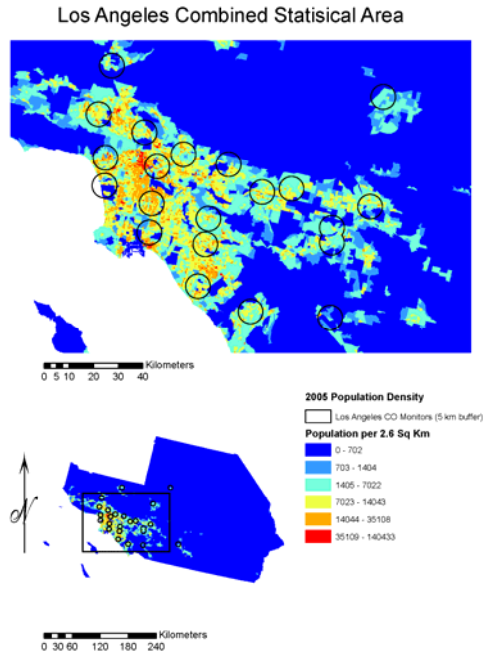 Los Angeles Combined Statisical Area
Kilometers
0 5 10 20 30 40
2005 Population Density
Los Angeles CO Monitors (5 km buffer)
Population per 2.6 Sq Km
0 - 702
703 - 1404
1405 - 7022
7023 - 14043
14044 - 35108
35109 - 140433
N
Kilometers
0 30 60 120 180 240